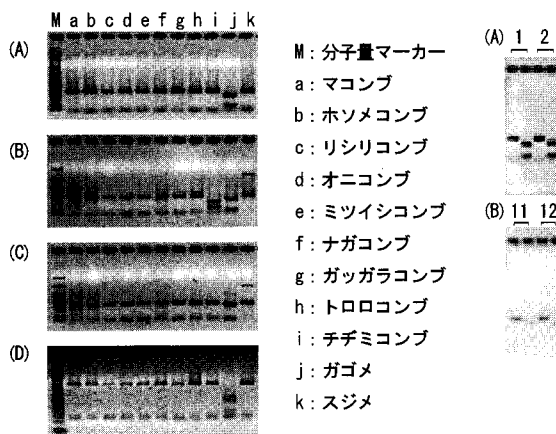 M a b c d e f g h i j k
(A)
(B)
(C)
(D)
M：分子量マーカー
a：マコンブ
b：ホソメコンブ
c：リシリコンブ
d：オニコンブ
e：ミツイシコンブ
f：ナガコンブ
g：ガッガラコンブ
h：トロロコンブ
i：チヂミコンブ
j：ガゴメ
k：スジメ
(A) 1 2
(B) 11 12